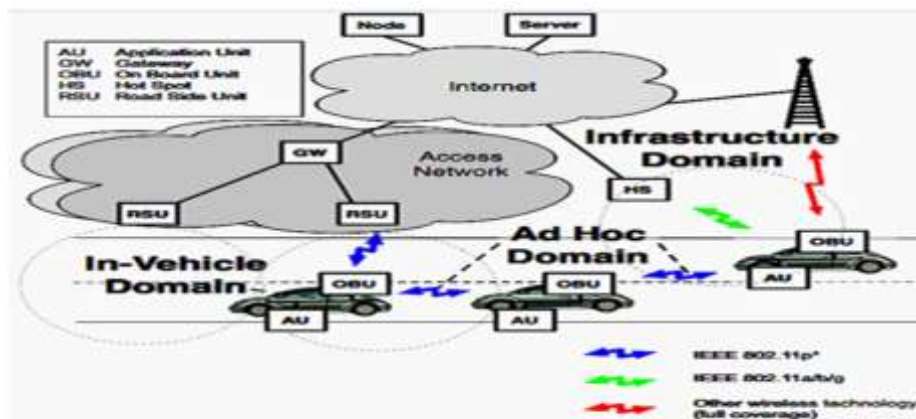 Node
Server
AU Application Unit
GW Gateway
OBU On Board Unit
HS Hot Spot
RSU Road Side Unit
Internet
Infrastructure
Domain
GW
Access
Network
HS
RSU
RSU
Ad Hoc
Domain
OBU
In-Vehicle
Domain
OBU
OBU
AU
AU
AU
IEEE 802.11p*
IEEE 802.11a/b/g
Other wireless technology
(full coverage)